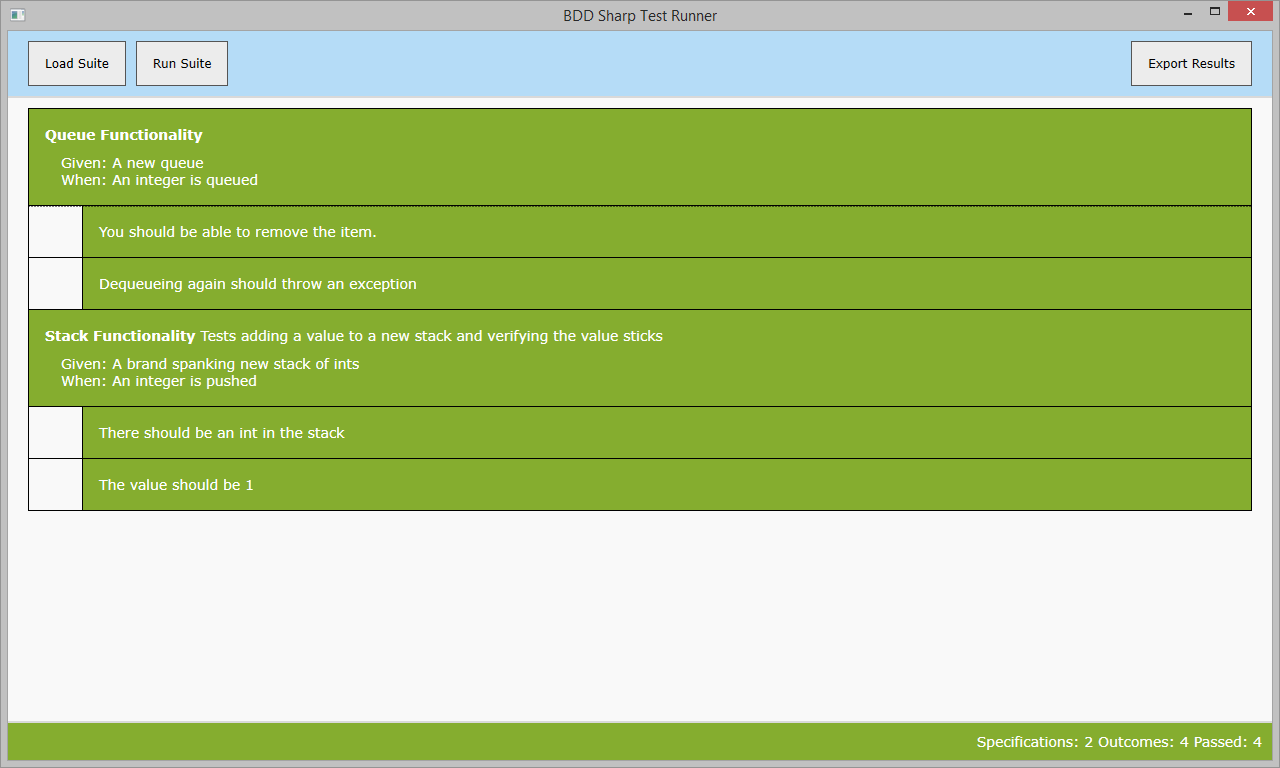 BDD Sharp Test Runner
Load Suite
Run Suite
Export Results
Queue Functionality
Given: A new queue
When: An integer is queued
You should be able to remove the item.
Dequeueing again should throw an exception
Stack Functionality Tests adding a value to a new stack and verifying the value sticks
Given: A brand spanking new stack of ints
When: An integer is pushed
There should be an int in the stack
The value should be 1
Specifications: 2 Outcomes: 4 Passed: 4